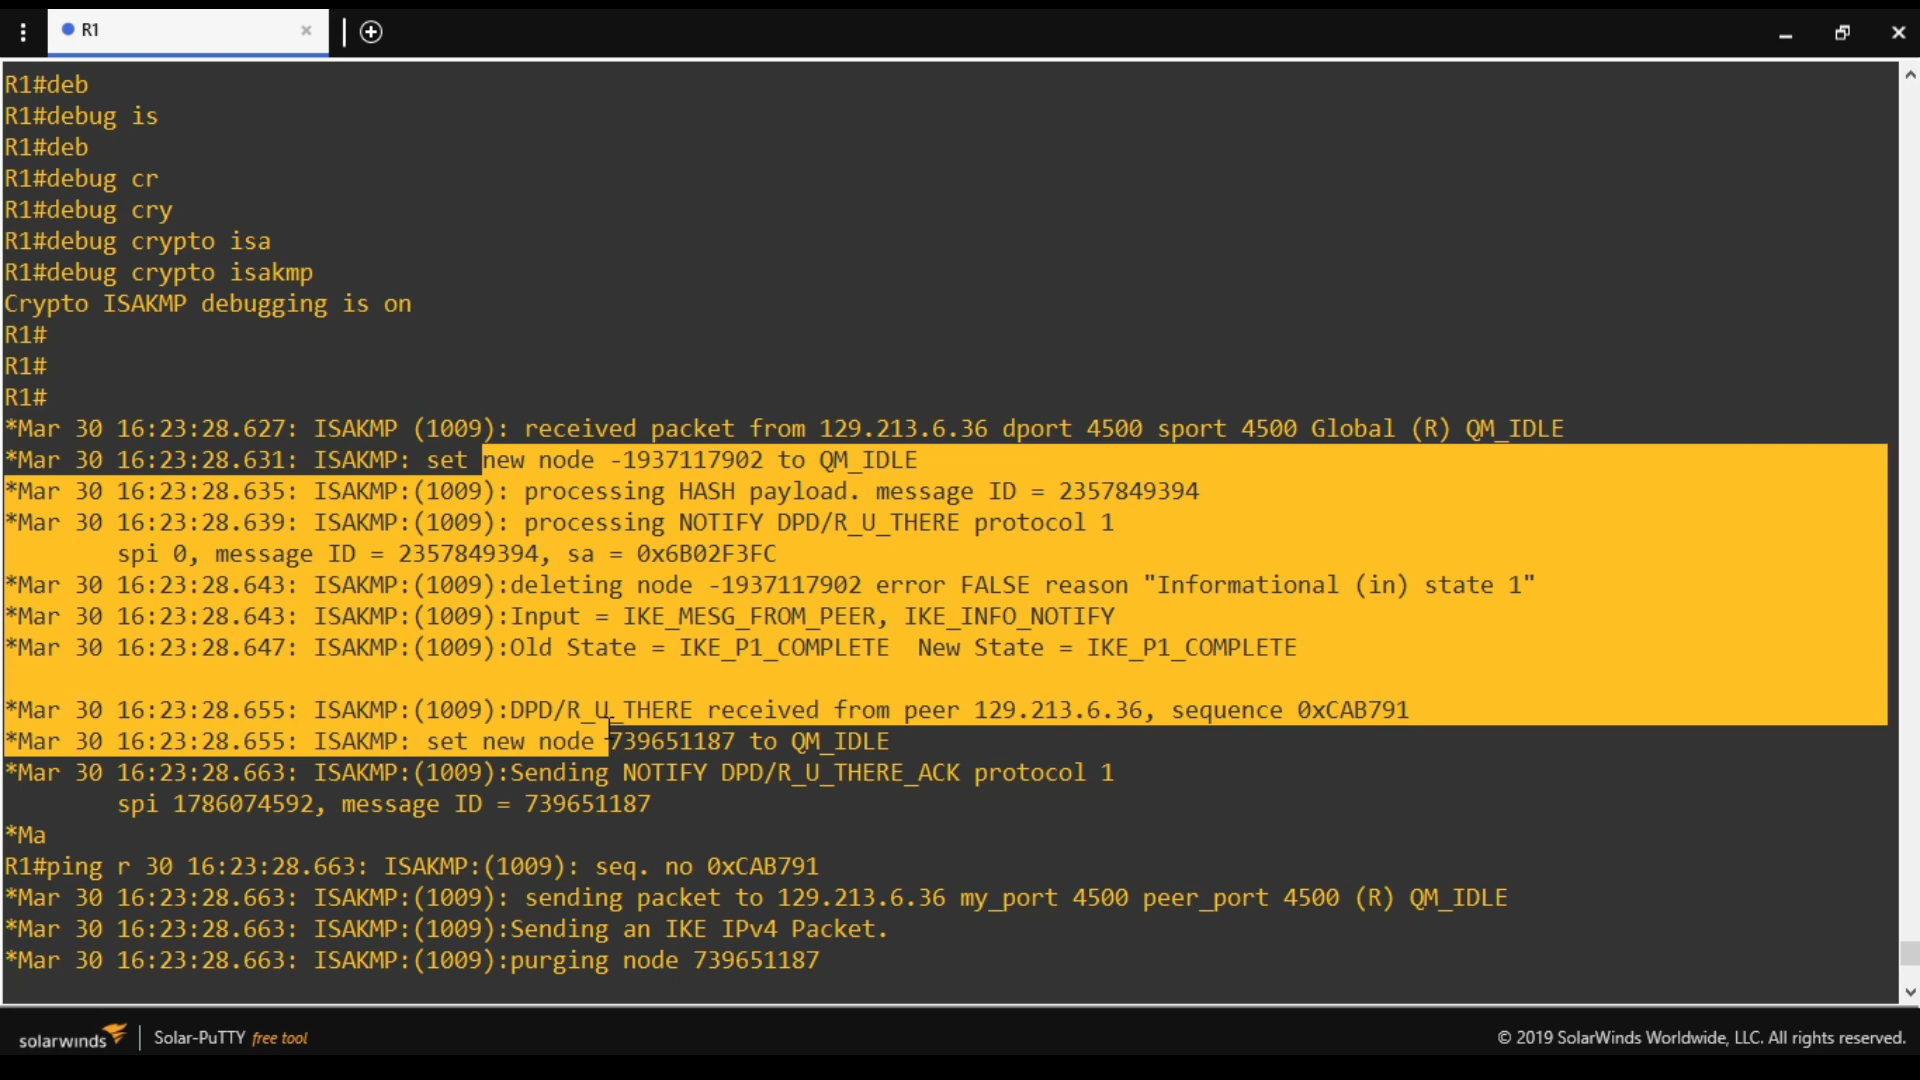 R1
R1#deb
R1#debug is
R1#deb
R1#debug cr
R1#debug cry
R1#debug crypto isa
R1#debug crypto isakmp
Crypto ISAKMP debugging is on
R1#
R1#
R1#
*Mar 30 16:23:28.627: ISAKMP (1009): received packet from 129.213.6.36 dport 4500 sport 4500 Global (R) QM_IDLE
*Mar 30 16:23:28.631: ISAKMP: set new node -1937117902 to QM_IDLE
*Mar 30 16:23:28.635: ISAKMP:(1009): processing HASH payload. message ID = 2357849394
*Mar 30 16:23:28.639: ISAKMP:(1009): processing NOTIFY DPD/R_U_THERE protocol 1
spi 0, message ID = 2357849394, sa = 0x6B02F3FC
*Mar 30 16:23:28.643: ISAKMP:(1009):deleting node -1937117902 error FALSE reason "Informational (in) state 1"
*Mar 30 16:23:28.643: ISAKMP:(1009):Input = IKE_MESG_FROM_PEER, IKE_INFO_NOTIFY
*Mar 30 16:23:28.647: ISAKMP:(1009):Old State = IKE_P1_COMPLETE  New State = IKE_P1_COMPLETE
*Mar 30 16:23:28.655: ISAKMP:(1009):DPD/R_U_THERE received from peer 129.213.6.36, sequence 0xCAB791
*Mar 30 16:23:28.655: ISAKMP: set new node 739651187 to QM_IDLE
*Mar 30 16:23:28.663: ISAKMP:(1009):Sending NOTIFY DPD/R_U_THERE_ACK protocol 1
spi 1786074592, message ID = 739651187
*Ma
R1#ping r 30 16:23:28.663: ISAKMP:(1009): seq. no 0xCAB791
*Mar 30 16:23:28.663: ISAKMP:(1009): sending packet to 129.213.6.36 my_port 4500 peer_port 4500 (R) QM_IDLE
*Mar 30 16:23:28.663: ISAKMP:(1009):Sending an IKE IPv4 Packet.
*Mar 30 16:23:28.663: ISAKMP:(1009):purging node 739651187
solarwinds Solar-PuTTY free tool
© 2019 SolarWinds Worldwide, LLC. All rights reserved.